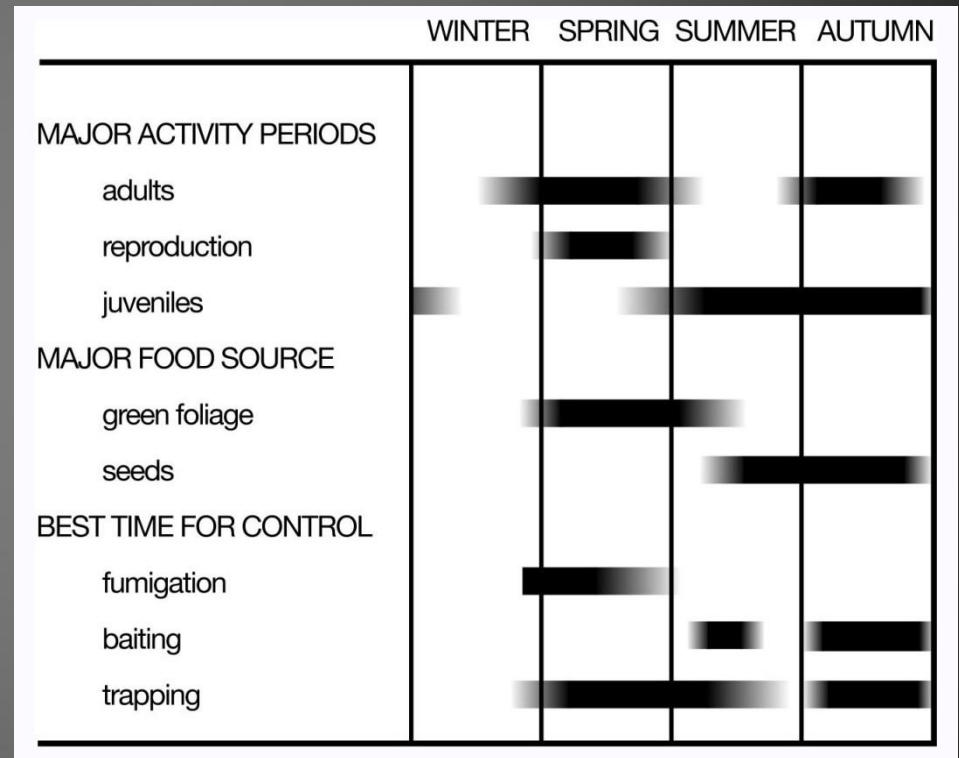 WINTER SPRING SUMMER AUTUMN
MAJOR ACTIVITY PERIODS
adults
reproduction
juveniles
MAJOR FOOD SOURCE
green foliage
seeds
BEST TIME FOR CONTROL
fumigation
baiting
trapping